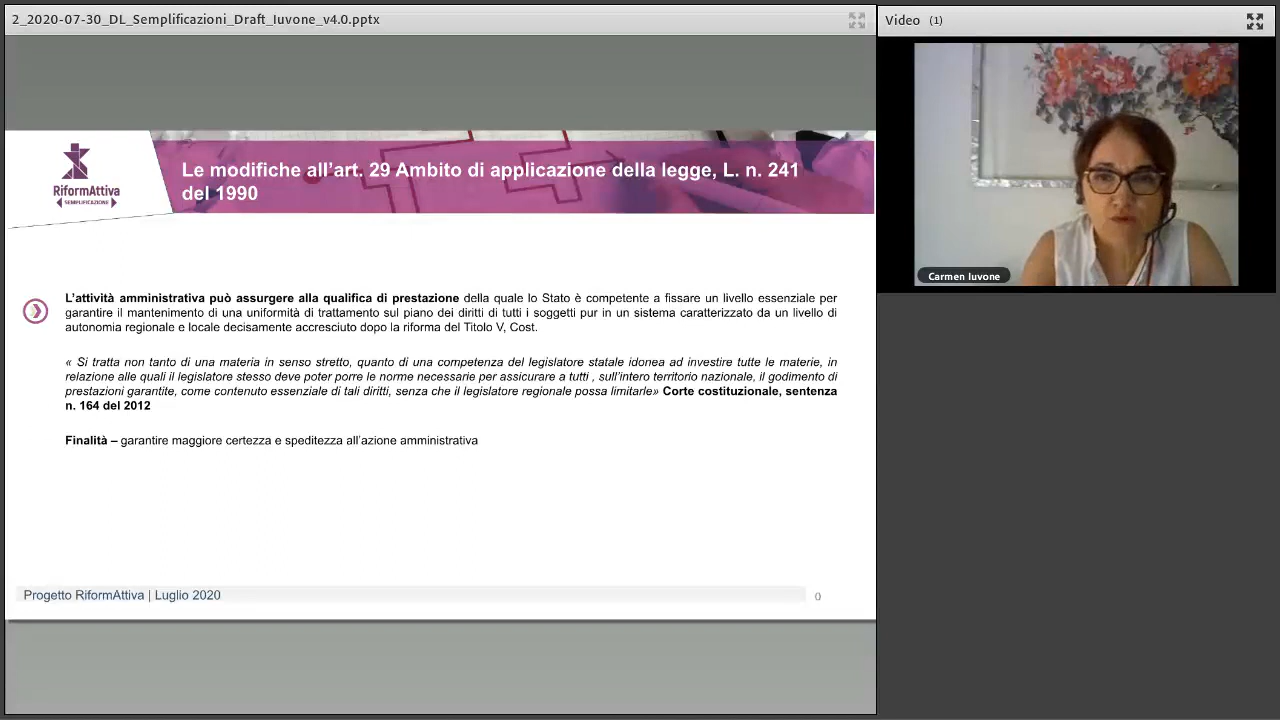 2_2020-07-30_DL_Semplificazioni_Draft_Iuvone_v4.0.pptx
Video (1)
RiformAttiva
SEMPLIFICAZIONE
Le modifiche all’art. 29 Ambito di applicazione della legge, L. n. 241
del 1990
Carmen Iuvone
L’attività amministrativa può assurgere alla qualifica di prestazione della quale lo Stato è competente a fissare un livello essenziale per
garantire il mantenimento di una uniformità di trattamento sul piano dei diritti di tutti i soggetti pur in un sistema caratterizzato da un livello di
autonomia regionale e locale decisamente accresciuto dopo la riforma del Titolo V, Cost.
« Si tratta non tanto di una materia in senso stretto, quanto di una competenza del legislatore statale idonea ad investire tutte le materie, in
relazione alle quali il legislatore stesso deve poter porre le norme necessarie per assicurare a tutti , sull’intero territorio nazionale, il godimento di
prestazioni garantite, come contenuto essenziale di tali diritti, senza che il legislatore regionale possa limitarle» Corte costituzionale, sentenza
n. 164 del 2012
Finalità – garantire maggiore certezza e speditezza all’azione amministrativa
Progetto RiformAttiva | Luglio 2020
0